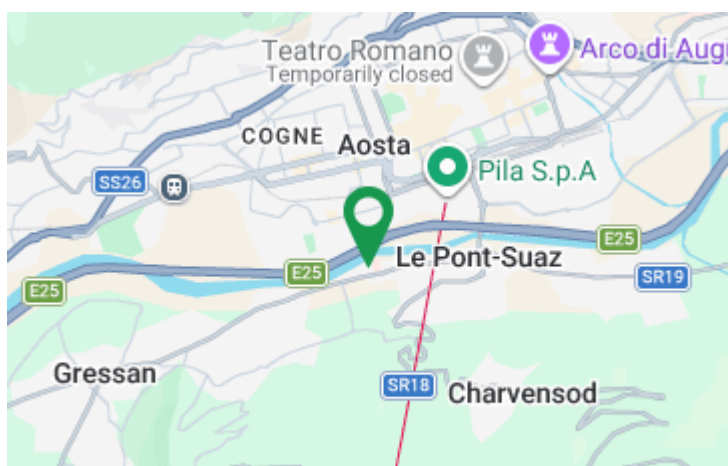 Teatro Romano
Temporarily closed
Arco di Aug
COGNE
Aosta
Pila S.p.A
SS26
E25
Le Pont-Suaz
E25
SR19
E25
Gressan
SR18
Charvensod